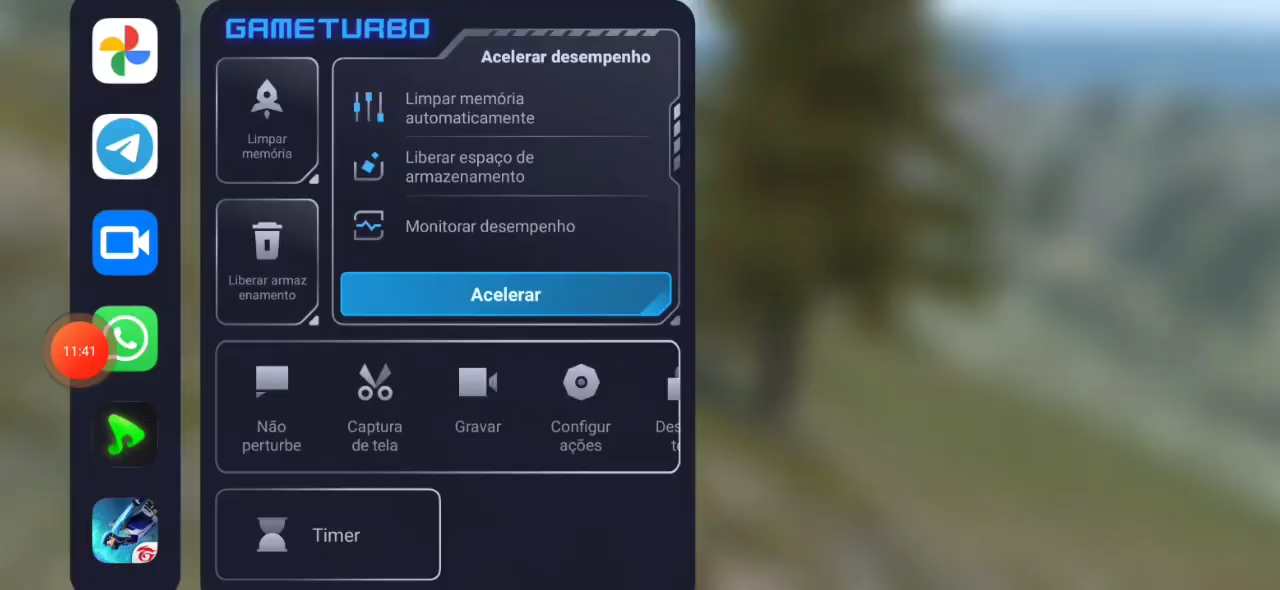 GAMETURBO
Acelerar desempenho
Limpar
memória
Limpar memória
automaticamente
Liberar espaço de
armazenamento
Monitorar desempenho
Liberar armaz
enamento
Acelerar
11:41
Não
perturbe
Captura
de tela
Gravar
Configur
ações
Timer